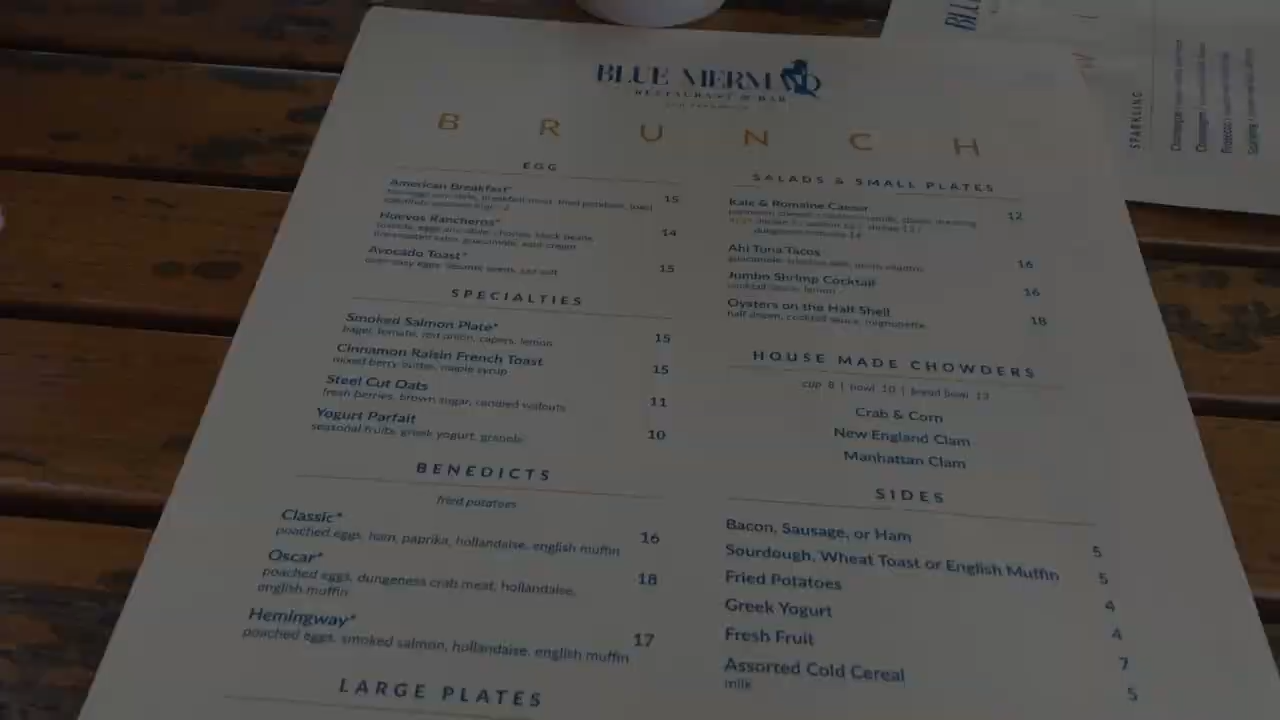 BLUE MERMAID
RESTAURANT & BAR
BRUNCH
EGG
American Breakfast* 15
Huevos Rancheros* 14
Avocado Toast* 15
SPECIALTIES
Smoked Salmon Plate* 15
bagel, tomato, red onion, capers, lemon
Cinnamon Raisin French Toast 15
mixed berry butter, maple syrup
Steel Cut Oats 11
fresh berries, brown sugar, candied walnuts
Yogurt Parfait 10
seasonal fruits, greek yogurt, granola
BENEDICTS
fried potatoes
Classic* 16
poached eggs, ham, paprika, hollandaise, english muffin
Oscar* 18
poached eggs, dungeness crab meat, hollandaise,
english muffin
Hemingway* 17
poached eggs, smoked salmon, hollandaise, english muffin
LARGE PLATES
SALADS & SMALL PLATES
Kale & Romaine Caesar 12
Ahi Tuna Tacos 16
Jumbo Shrimp Cocktail 16
cocktail sauce, lemon
Oysters on the Half Shell 18
half dozen, cocktail sauce, mignonette
HOUSE MADE CHOWDERS
cup 8 | bowl 10 | bread bowl 13
Crab & Corn
New England Clam
Manhattan Clam
SIDES
Bacon, Sausage, or Ham 5
Sourdough, Wheat Toast or English Muffin 5
Fried Potatoes 4
Greek Yogurt 4
Fresh Fruit 7
Assorted Cold Cereal 5
milk
SPARKLING